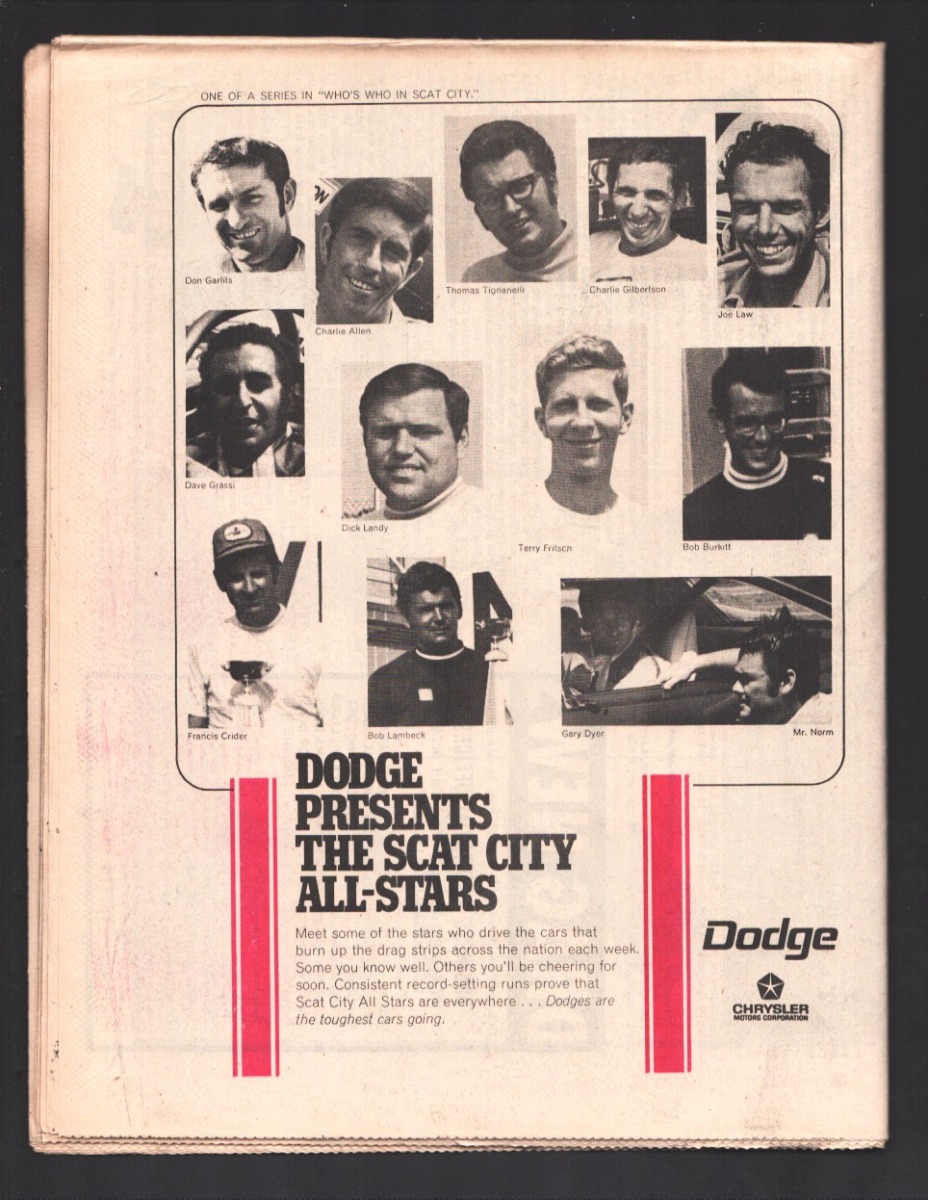 ONE OF A SERIES IN "WHO'S WHO IN SCAT CITY."
Don Garlits
Charlie Allen
Thomas Tignanelli
Charlie Gilbertson
Joe Law
Dave Grassi
Dick Landy
Terry Fritsch
Bob Burkitt
Francis Crider
Bob Lambeck
Gary Dyer
Mr. Norm
DODGE
PRESENTS
THE SCAT CITY
ALL-STARS
Meet some of the stars who drive the cars that
burn up the drag strips across the nation each week.
Some you know well. Others you'll be cheering for
soon. Consistent record-setting runs prove that
Scat City All Stars are everywhere . . . Dodges are
the toughest cars going.
Dodge
CHRYSLER
MOTORS CORPORATION